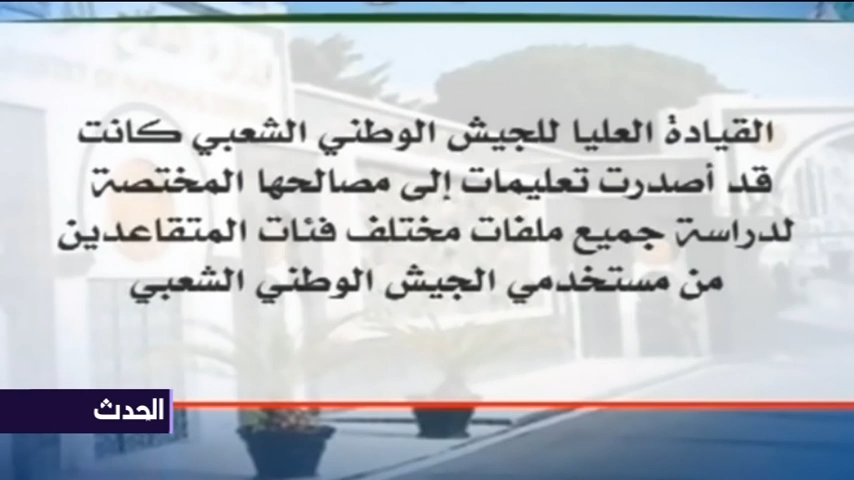 القيادة العليا للجيش الوطني الشعبي كانت
قد أصدرت تعليمات إلى مصالحها المختصة
لدراسة جميع ملفات مختلف فئات المتقاعدين
من مستخدمي الجيش الوطني الشعبي
الحدث